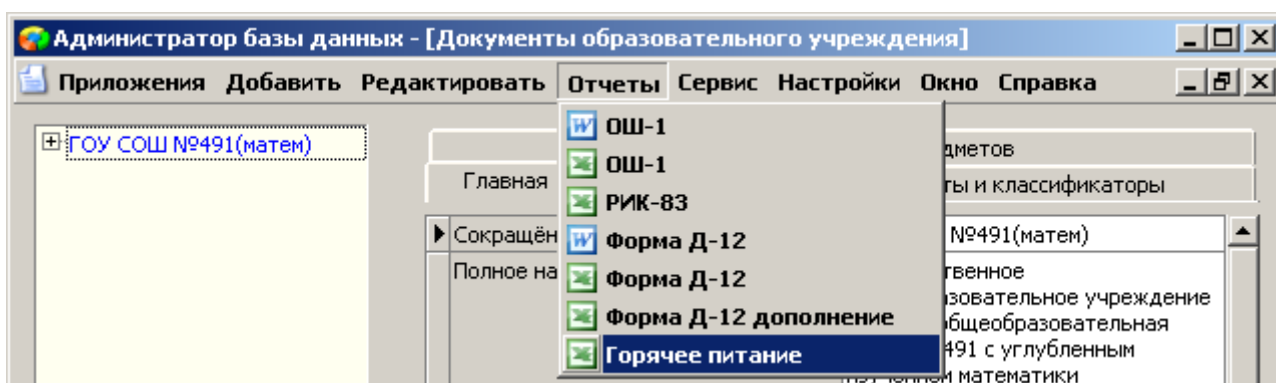 Администратор базы данных - [Документы образовательного учреждения]
Приложения Добавить Редактировать Отчеты Сервис Настройки Окно Справка
ГОУ СОШ №491(матем)
ОШ-1
ОШ-1
РИК-83
Форма Д-12
Форма Д-12
Форма Д-12 дополнение
Горячее питание
дметов
Главная
ты и классификаторы
Сокращён
№491(матем)
Полное на
твенное
зовательное учреждение
бщеобразовательная
491 с углубленным
математики